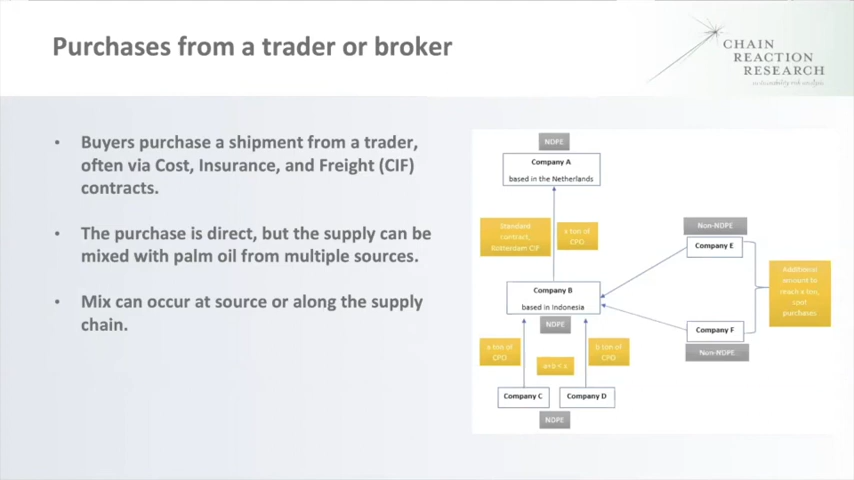 Purchases from a trader or broker
CHAIN
REACTION
RESEARCH
sustainability risk analysis
• Buyers purchase a shipment from a trader,
often via Cost, Insurance, and Freight (CIF)
contracts.
• The purchase is direct, but the supply can be
mixed with palm oil from multiple sources.
• Mix can occur at source or along the supply
chain.
NDPE
Company A
based in the Netherlands
Standard
contract,
Rotterdam CIF
a ton of
CPO
Non-NDPE
Company E
Additional
amount to
reach a ton,
spot
purchases
Company B
based in Indonesia
NDPE
Company F
Non-NDPE
a ton of
CPO
b ton of
CPO
Company C
Company D
NDPE